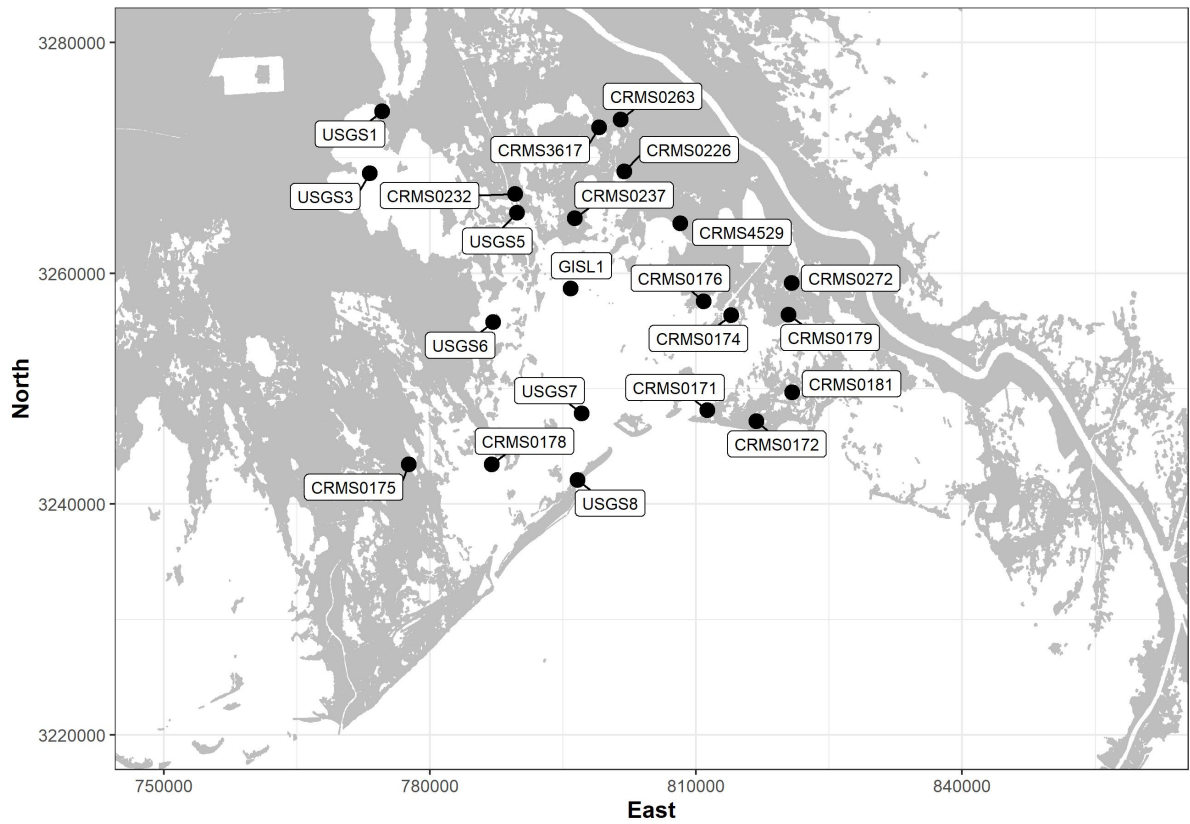 3280000
CRMS0263
USGS1
CRMS3617
CRMS0226
USGS3
CRMS0232
CRMS0237
USGS5
CRMS4529
GISL1
3260000
CRMS0176
CRMS0272
USGS6
CRMS0174
CRMS0179
North
USGS7
CRMS0171
CRMS0181
CRMS0178
CRMS0172
CRMS0175
3240000
USGS8
3220000
750000
780000
810000
840000
East